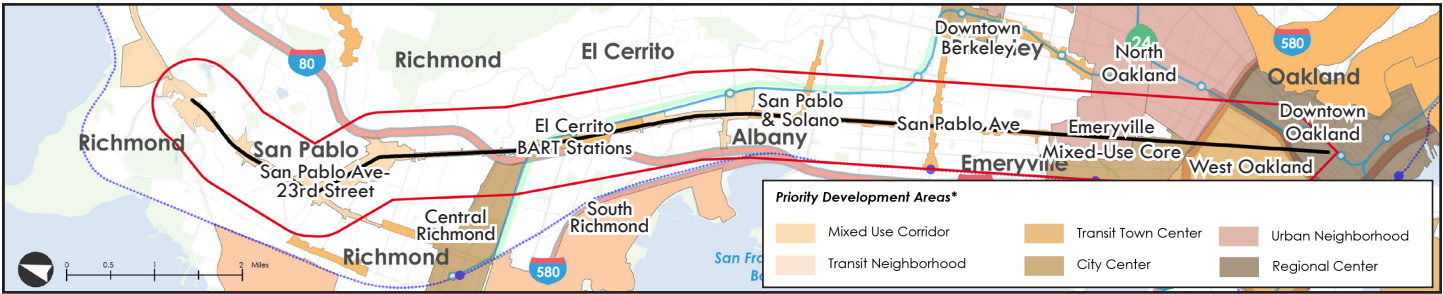 Richmond
80
Richmond
El Cerrito
Downtown
Berkeley
24
North
Oakland
580
Oakland
Downtown
Oakland
San Pablo
San Pablo Ave-
23rd Street
El Cerrito
BART Stations
San Pablo
& Solano
Albany
San Pablo Ave
Emeryville
Mixed-Use Core
Emeryville
West Oakland
Central
Richmond
South
Richmond
Richmond
580
0 0.5 1 2 Miles
San Fra
Ba
Priority Development Areas*
Mixed Use Corridor
Transit Neighborhood
Transit Town Center
City Center
Urban Neighborhood
Regional Center